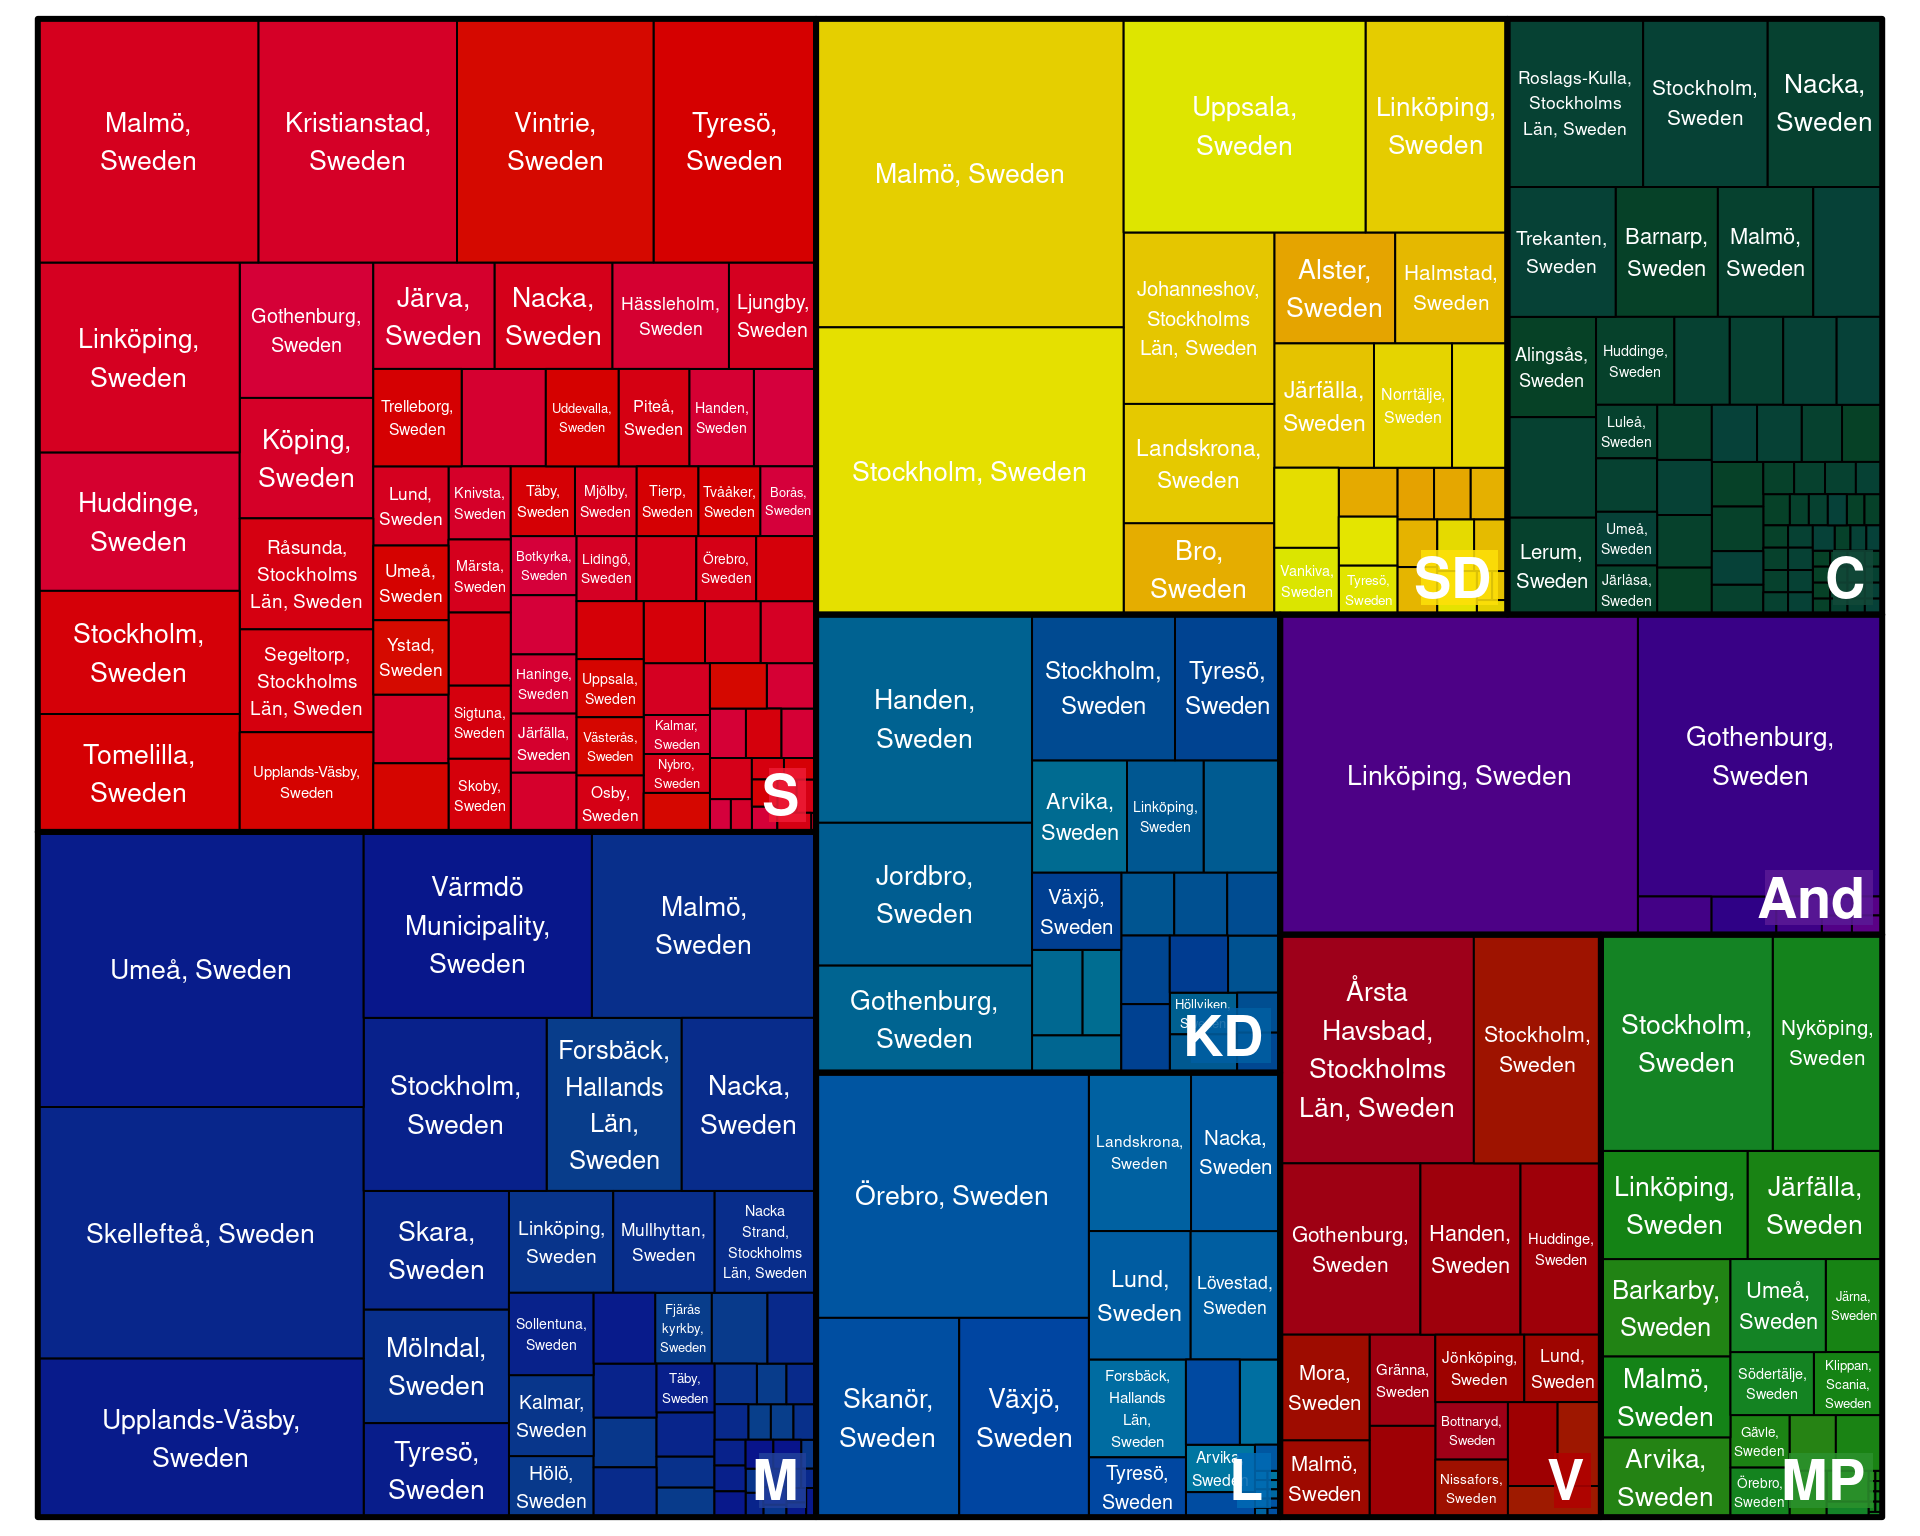 Malmö,
Sweden
Kristianstad,
Sweden
Vintrie,
Sweden
Tyresö,
Sweden
Linköping,
Sweden
Huddinge,
Sweden
Stockholm,
Sweden
Tomelilla,
Sweden
Gothenburg,
Sweden
Köping,
Sweden
Råsunda,
Stockholms
Län, Sweden
Segeltorp,
Stockholms
Län, Sweden
Upplands-Väsby,
Sweden
Järva,
Sweden
Nacka,
Sweden
Hässleholm,
Sweden
Ljungby,
Sweden
Trelleborg,
Sweden
Uddevalla,
Sweden
Piteå,
Sweden
Handen,
Sweden
Lund,
Sweden
Umeå,
Sweden
Ystad,
Sweden
Knivsta,
Sweden
Märsta,
Sweden
Sigtuna,
Sweden
Skoby,
Sweden
Täby,
Sweden
Mjölby,
Sweden
Tierp,
Sweden
Tvååker,
Sweden
Borås,
Sweden
Botkyrka,
Sweden
Lidingö,
Sweden
Örebro,
Sweden
Haninge,
Sweden
Järfälla,
Sweden
Uppsala,
Sweden
Västerås,
Sweden
Osby,
Sweden
Kalmar,
Sweden
Nybro,
Sweden
S
Malmö, Sweden
Stockholm, Sweden
Uppsala,
Sweden
Linköping,
Sweden
Johanneshov,
Stockholms
Län, Sweden
Landskrona,
Sweden
Bro,
Sweden
Alster,
Sweden
Halmstad,
Sweden
Järfälla,
Sweden
Norrtälje,
Sweden
Vankiva,
Sweden
Tyresö,
Sweden
SD
Roslags-Kulla,
Stockholms
Län, Sweden
Stockholm,
Sweden
Nacka,
Sweden
Trekanten,
Sweden
Barnarp,
Sweden
Malmö,
Sweden
Alingsås,
Sweden
Lerum,
Sweden
Huddinge,
Sweden
Luleå,
Sweden
Umeå,
Sweden
Järlåsa,
Sweden
C
Umeå, Sweden
Skellefteå, Sweden
Upplands-Väsby,
Sweden
Värmdö
Municipality,
Sweden
Malmö,
Sweden
Stockholm,
Sweden
Forsbäck,
Hallands
Län,
Sweden
Nacka,
Sweden
Skara,
Sweden
Mölndal,
Sweden
Tyresö,
Sweden
Linköping,
Sweden
Mullhyttan,
Sweden
Nacka
Strand,
Stockholms
Län, Sweden
Sollentuna,
Sweden
Kalmar,
Sweden
Hölö,
Sweden
Fjärås
kyrkby,
Sweden
Täby,
Sweden
M
Handen,
Sweden
Jordbro,
Sweden
Gothenburg,
Sweden
Stockholm,
Sweden
Tyresö,
Sweden
Arvika,
Sweden
Linköping,
Sweden
Växjö,
Sweden
Höllviken,
KD
Örebro, Sweden
Skanör,
Sweden
Växjö,
Sweden
Landskrona,
Sweden
Nacka,
Sweden
Lund,
Sweden
Lövestad,
Sweden
Forsbäck,
Hallands
Län,
Sweden
Tyresö,
Sweden
Arvika,
Sweden
L
Linköping, Sweden
Gothenburg,
Sweden
And
Årsta
Havsbad,
Stockholms
Län, Sweden
Stockholm,
Sweden
Gothenburg,
Sweden
Handen,
Sweden
Huddinge,
Sweden
Mora,
Sweden
Malmö,
Sweden
Gränna,
Sweden
Jönköping,
Sweden
Lund,
Sweden
Bottnaryd,
Sweden
Nissafors,
Sweden
V
Stockholm,
Sweden
Nyköping,
Sweden
Linköping,
Sweden
Järfälla,
Sweden
Barkarby,
Sweden
Malmö,
Sweden
Arvika,
Sweden
Umeå,
Sweden
Järna,
Sweden
Södertälje,
Sweden
Klippan,
Scania,
Sweden
Gävle,
Sweden
Örebro,
Sweden
MP